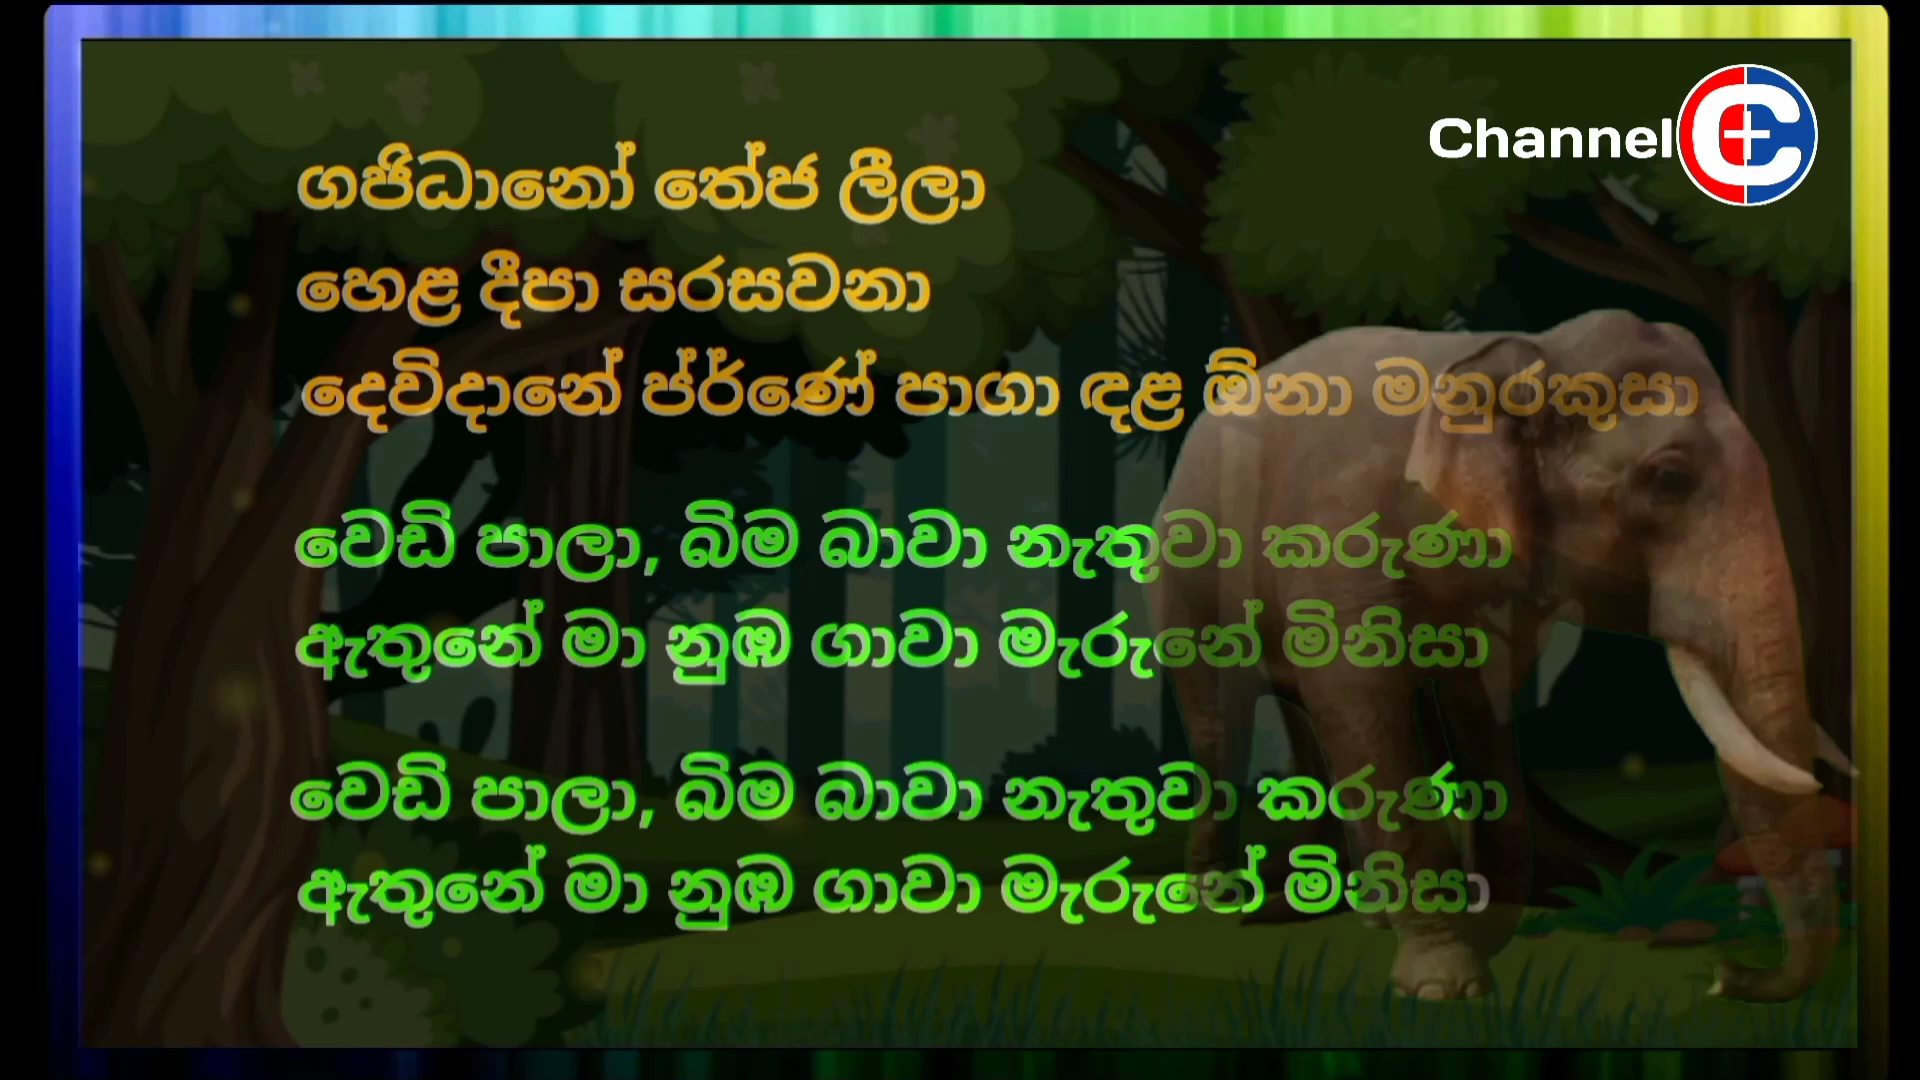 Channel C
ගජිධානෝ තේජ ලීලා
හෙළ දීපා සරසවනා
දෙවිදානේ ප්ර්ණේ පාගා ඳළ ඕනා මනුරකුසා
වෙඩි පාලා, බිම බාවා නැතුවා කරුණා
ඇතුනේ මා නුඹ ගාවා මැරුනේ මිනිසා
වෙඩි පාලා, බිම බාවා නැතුවා කරුණා
ඇතුනේ මා නුඹ ගාවා මැරුනේ මිනිසා